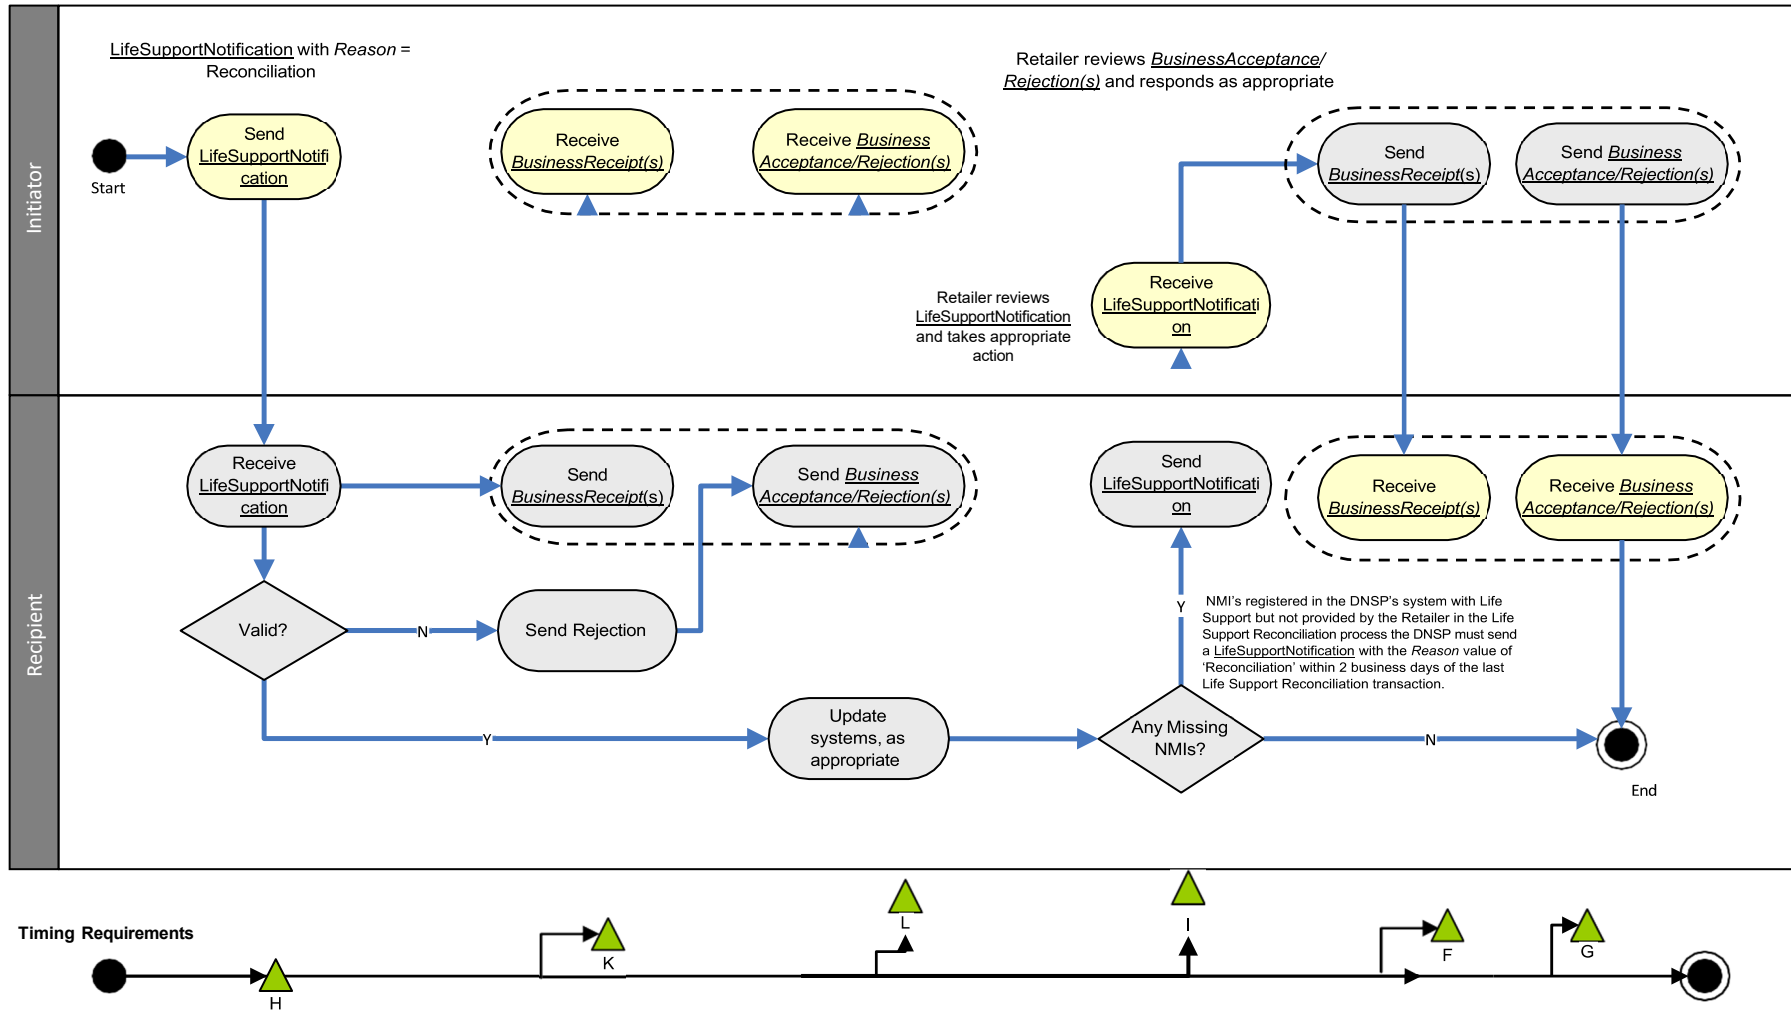 Initiator
LifeSupportNotification with Reason =
Reconciliation
Start
Send
LifeSupportNotifi
cation
Receive
BusinessReceipt(s)
Receive Business
Acceptance/Rejection(s)
Retailer reviews BusinessAcceptance/
Rejection(s) and responds as appropriate
Send
BusinessReceipt(s)
Send Business
Acceptance/Rejection(s)
Retailer reviews
LifeSupportNotification
and takes appropriate
action
Receive
LifeSupportNotificati
on
Recipient
Receive
LifeSupportNotifi
cation
Send
BusinessReceipt(s)
Send Business
Acceptance/Rejection(s)
Send
LifeSupportNotificati
on
Receive
BusinessReceipt(s)
Receive Business
Acceptance/Rejection(s)
Valid?
N
Send Rejection
Y
NMI's registered in the DNSP's system with Life
Support but not provided by the Retailer in the Life
Support Reconciliation process the DNSP must send
a LifeSupportNotification with the Reason value of
‘Reconciliation’ within 2 business days of the last
Life Support Reconciliation transaction.
Y
Update
systems, as
appropriate
Any Missing
NMIs?
N
End
Timing Requirements
H
K
L
I
F
G